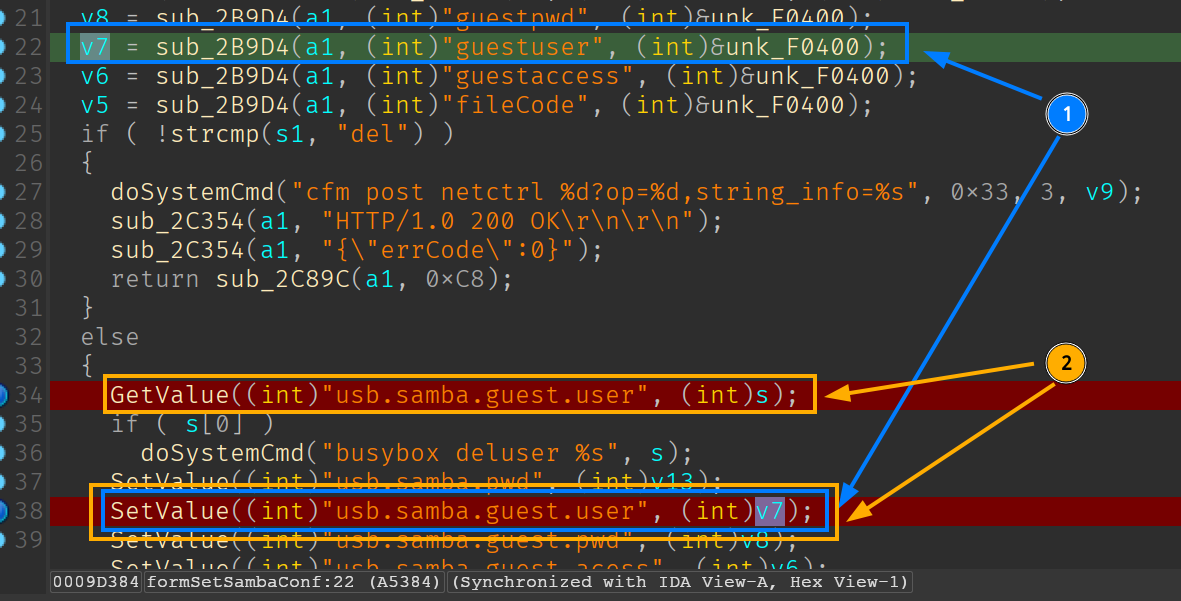 21 v8 = sub_2B9D4(a1, (int)"guestpwd", (int)&unk_F0400);
22 v7 = sub_2B9D4(a1, (int)"guestuser", (int)&unk_F0400);
23 v6 = sub_2B9D4(a1, (int)"guestaccess", (int)&unk_F0400);
24 v5 = sub_2B9D4(a1, (int)"fileCode", (int)&unk_F0400);
1
25 if ( !strcmp(s1, "del") )
26 {
27 doSystemCmd("cfm post netctrl %d?op=%d,string_info=%s", 0×33, 3, v9);
28 sub_2C354(a1, "HTTP/1.0 200 OK\r\n\r\n");
29 sub_2C354(a1, "{\"errCode\":0}");
30 return sub_2C89C(a1, 0×C8);
31 }
32 else
33 {
2
34 GetValue((int)"usb.samba.guest.user", (int)s);
35 if ( s[0] )
36 doSystemCmd("busybox deluser %s", s);
37 SetValue((int)"usb.samba.pwd", (int)v13);
38 SetValue((int)"usb.samba.guest.user", (int)v7);
39 SetValue((int)"usb.samba.guest.pwd", (int)v8);
SetValue((int)"usb.samba.guest.acess", (int)v6);
0009D384 formSetSambaConf:22 (A5384) (Synchronized with IDA View-A, Hex View-1)